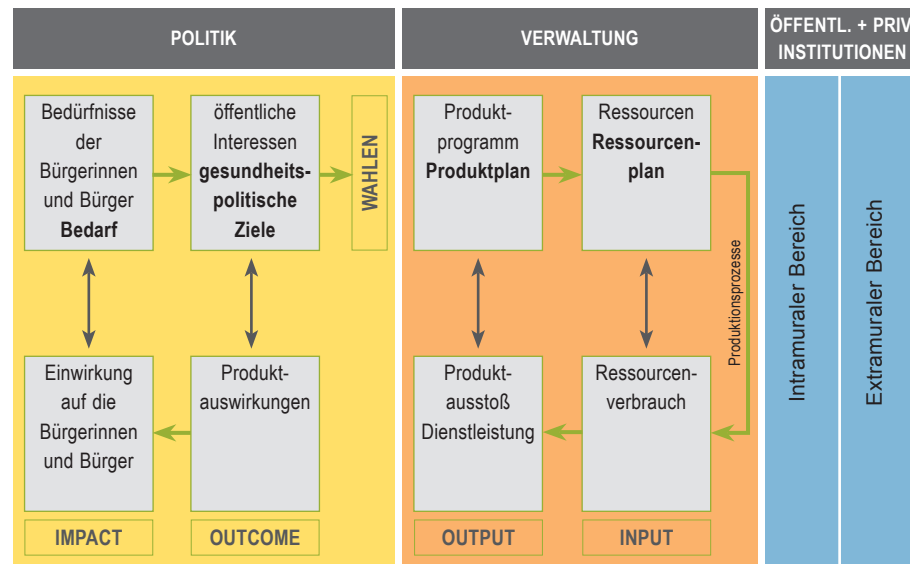 POLITIK
VERWALTUNG
ÖFFENTL. + PRIV
INSTITUTIONEN
Bedürfnisse
der
Bürgerinnen
und Bürger
Bedarf
öffentliche
Interessen
gesundheits-
politische
Ziele
WAHLEN
Produkt-
programm
Produktplan
Ressourcen
Ressourcen-
plan
Produktionsprozesse
Intramuraler Bereich
Extramuraler Bereich
Einwirkung
auf die
Bürgerinnen
und Bürger
Produkt-
auswirkungen
Produkt-
ausstoß
Dienstleistung
Ressourcen-
verbrauch
IMPACT
OUTCOME
OUTPUT
INPUT